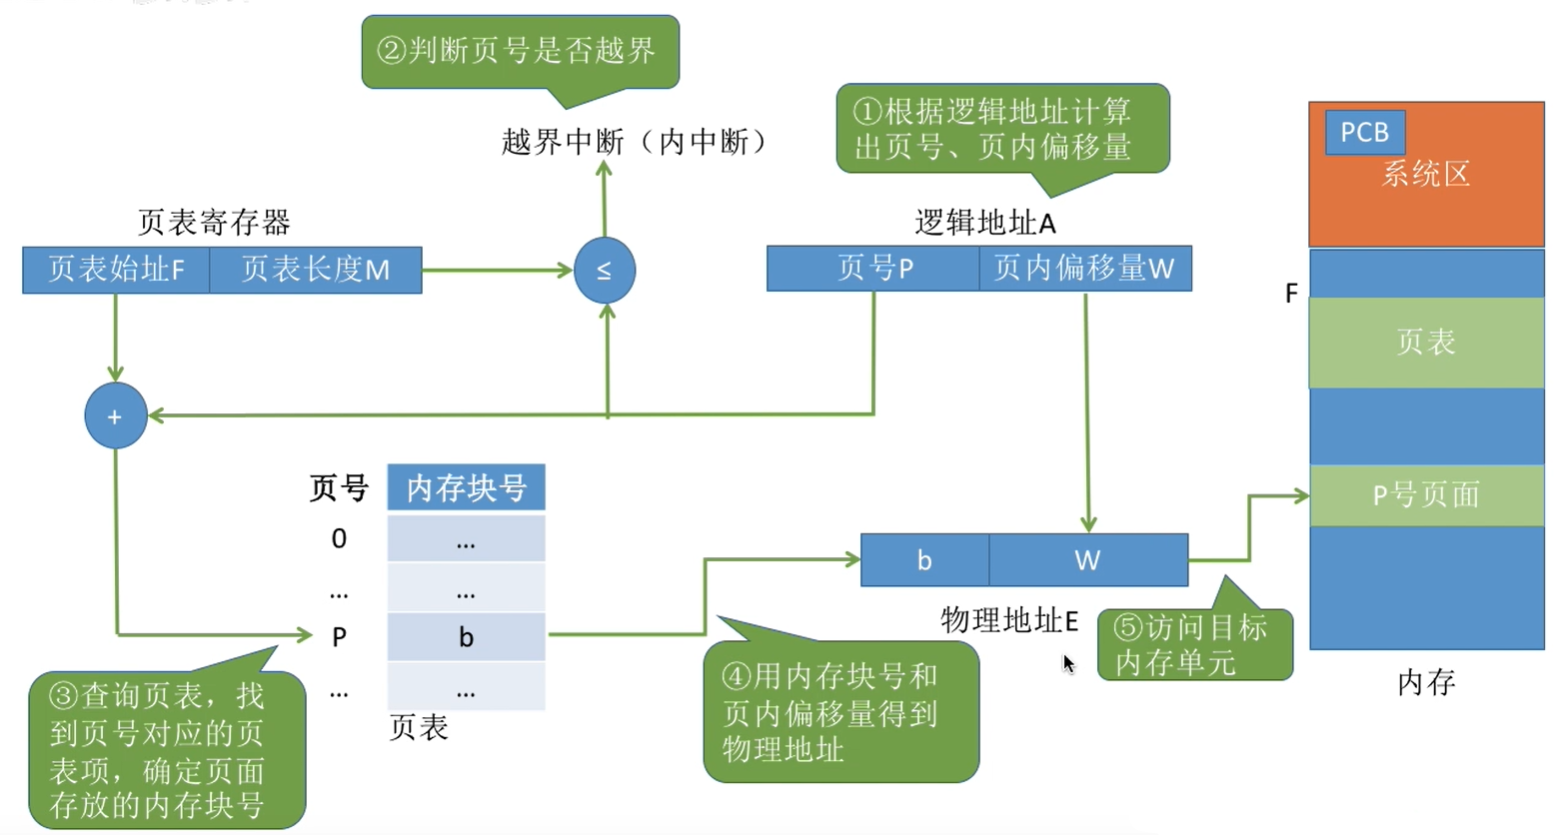 ②判断页号是否越界
越界中断（内中断）
①根据逻辑地址计算
出页号、页内偏移量
PCB
系统区
页表寄存器
逻辑地址A
页表始址F
页表长度M
≤
页号P
页内偏移量W
F
页表
+
页号
内存块号
0
...
...
...
P
b
...
...
页表
P号页面
b
W
物理地址E
③查询页表，找
到页号对应的页
表项，确定页面
存放的内存块号
④用内存块号和
页内偏移量得到
物理地址
⑤访问目标
内存单元
内存